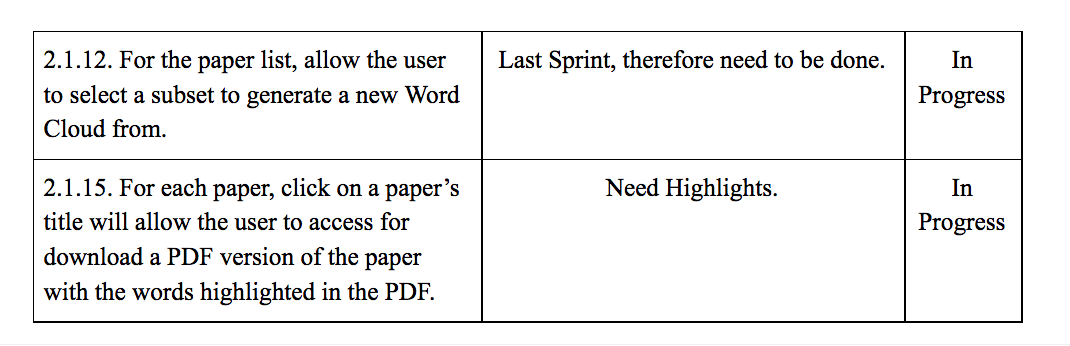 2.1.12. For the paper list, allow the user
to select a subset to generate a new Word
Cloud from.
Last Sprint, therefore need to be done.
In
Progress
2.1.15. For each paper, click on a paper’s
title will allow the user to access for
download a PDF version of the paper
with the words highlighted in the PDF.
Need Highlights.
In
Progress